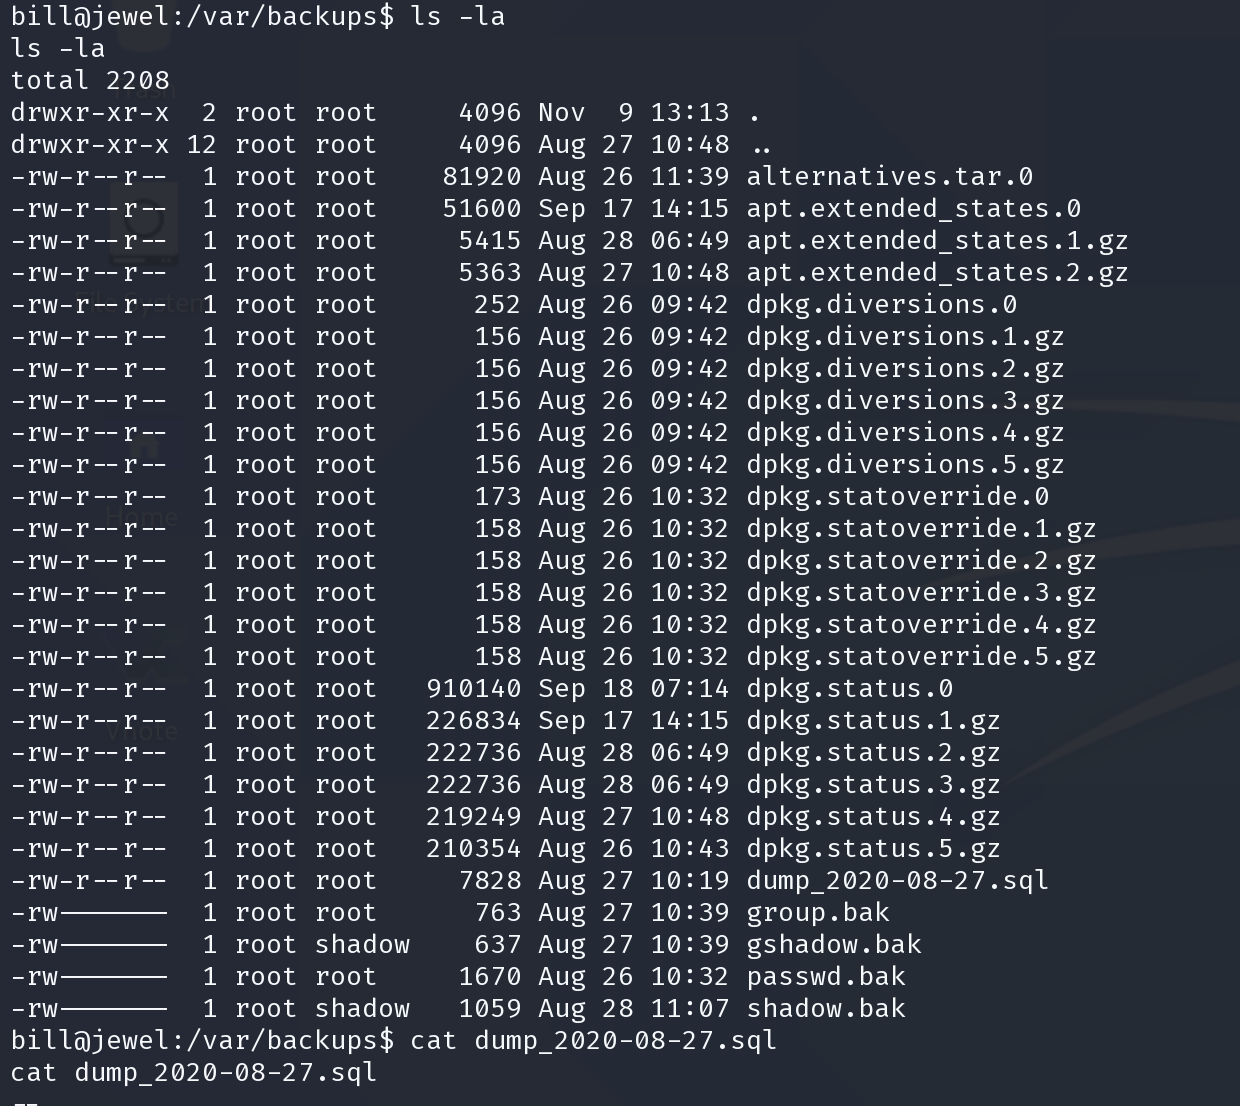 bill@jewel:/var/backups$ ls -la
ls -la
total 2208
drwxr-xr-x  2 root root     4096 Nov  9 13:13 .
drwxr-xr-x 12 root root     4096 Aug 27 10:48 ..
-rw-r--r--  1 root root    81920 Aug 26 11:39 alternatives.tar.0
-rw-r--r--  1 root root    51600 Sep 17 14:15 apt.extended_states.0
-rw-r--r--  1 root root     5415 Aug 28 06:49 apt.extended_states.1.gz
-rw-r--r--  1 root root     5363 Aug 27 10:48 apt.extended_states.2.gz
-rw-r--r--  1 root root      252 Aug 26 09:42 dpkg.diversions.0
-rw-r--r--  1 root root      156 Aug 26 09:42 dpkg.diversions.1.gz
-rw-r--r--  1 root root      156 Aug 26 09:42 dpkg.diversions.2.gz
-rw-r--r--  1 root root      156 Aug 26 09:42 dpkg.diversions.3.gz
-rw-r--r--  1 root root      156 Aug 26 09:42 dpkg.diversions.4.gz
-rw-r--r--  1 root root      156 Aug 26 09:42 dpkg.diversions.5.gz
-rw-r--r--  1 root root      173 Aug 26 10:32 dpkg.statoverride.0
-rw-r--r--  1 root root      158 Aug 26 10:32 dpkg.statoverride.1.gz
-rw-r--r--  1 root root      158 Aug 26 10:32 dpkg.statoverride.2.gz
-rw-r--r--  1 root root      158 Aug 26 10:32 dpkg.statoverride.3.gz
-rw-r--r--  1 root root      158 Aug 26 10:32 dpkg.statoverride.4.gz
-rw-r--r--  1 root root      158 Aug 26 10:32 dpkg.statoverride.5.gz
-rw-r--r--  1 root root   910140 Sep 18 07:14 dpkg.status.0
-rw-r--r--  1 root root   226834 Sep 17 14:15 dpkg.status.1.gz
-rw-r--r--  1 root root   222736 Aug 28 06:49 dpkg.status.2.gz
-rw-r--r--  1 root root   222736 Aug 28 06:49 dpkg.status.3.gz
-rw-r--r--  1 root root   219249 Aug 27 10:48 dpkg.status.4.gz
-rw-r--r--  1 root root   210354 Aug 26 10:43 dpkg.status.5.gz
-rw-r--r--  1 root root     7828 Aug 27 10:19 dump_2020-08-27.sql
-rw-------  1 root root      763 Aug 27 10:39 group.bak
-rw-------  1 root shadow    637 Aug 27 10:39 gshadow.bak
-rw-------  1 root root     1670 Aug 26 10:32 passwd.bak
-rw-------  1 root shadow   1059 Aug 28 11:07 shadow.bak
bill@jewel:/var/backups$ cat dump_2020-08-27.sql
cat dump_2020-08-27.sql
--
Trash
File System
Home